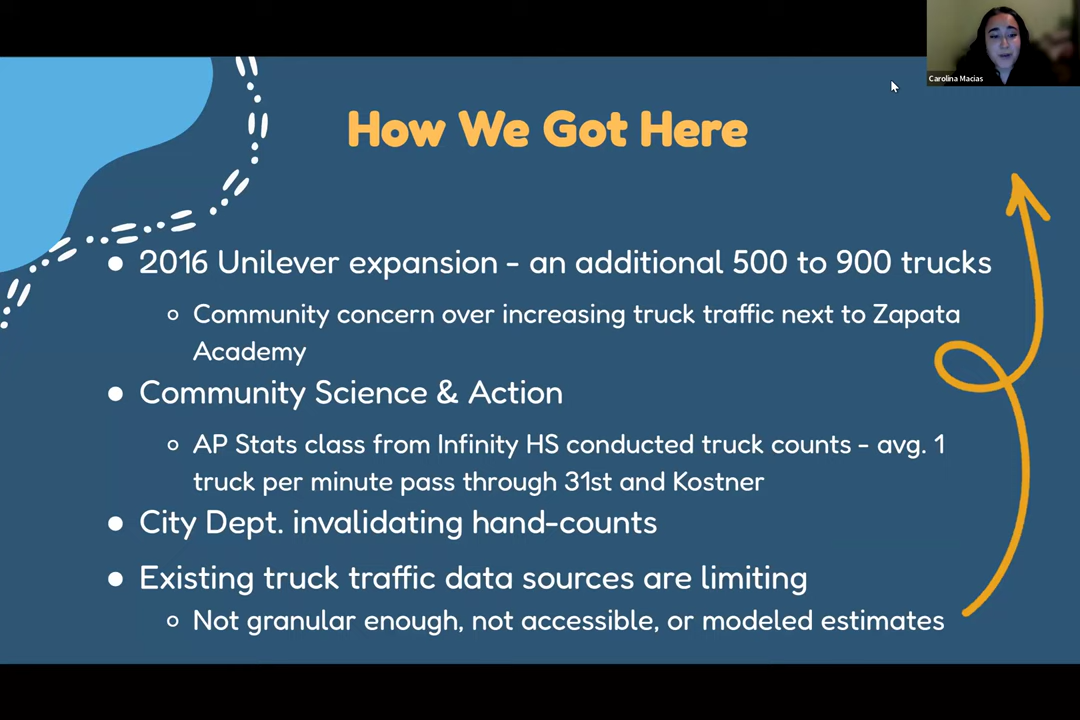 Carolina Macias
How We Got Here
● 2016 Unilever expansion - an additional 500 to 900 trucks
○ Community concern over increasing truck traffic next to Zapata
Academy
● Community Science & Action
○ AP Stats class from Infinity HS conducted truck counts - avg. 1
truck per minute pass through 31st and Kostner
● City Dept. invalidating hand-counts
● Existing truck traffic data sources are limiting
○ Not granular enough, not accessible, or modeled estimates